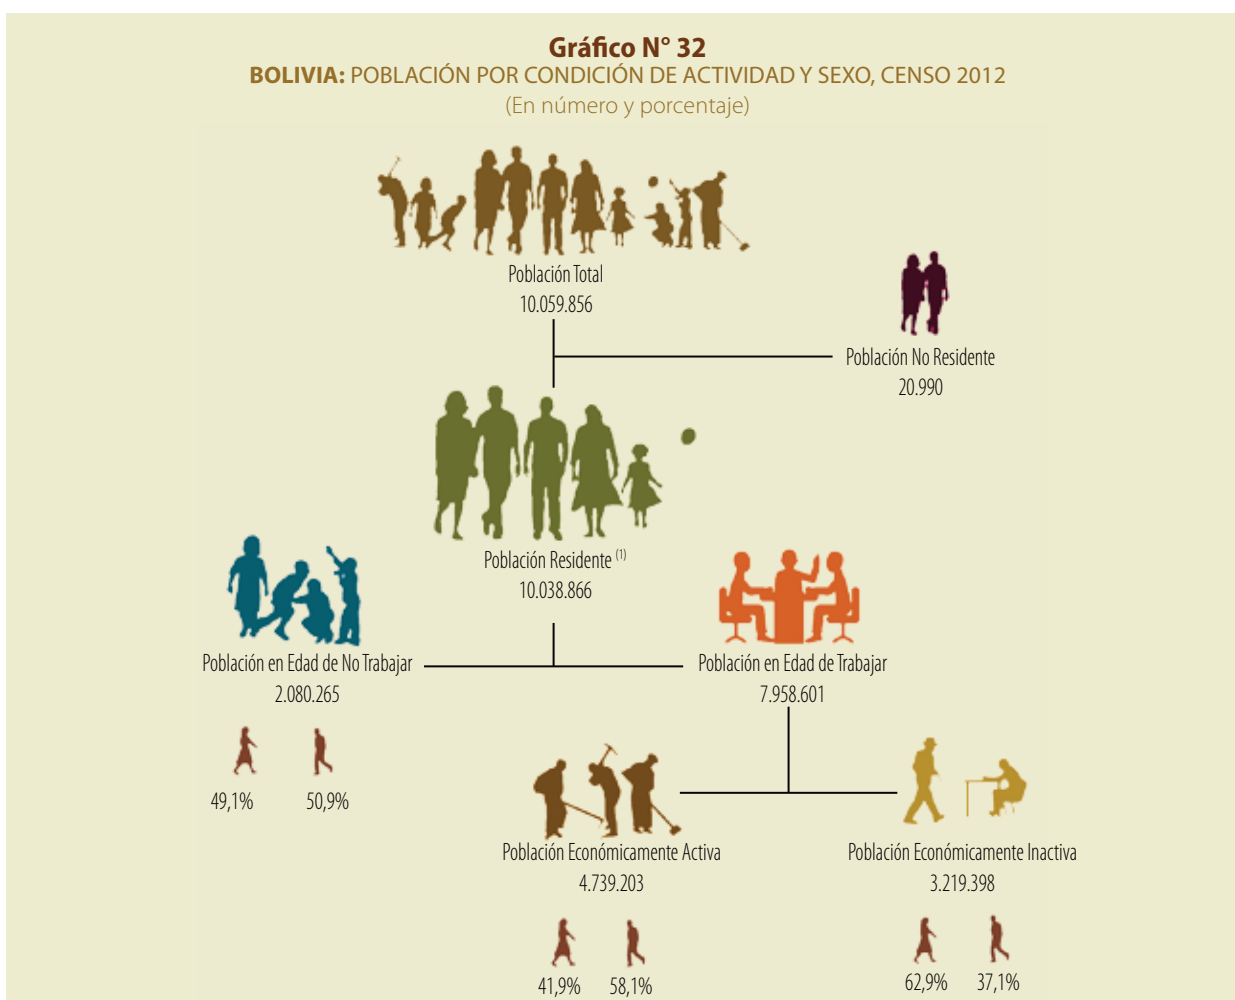 Gráfico N° 32
BOLIVIA: POBLACIÓN POR CONDICIÓN DE ACTIVIDAD Y SEXO, CENSO 2012
(En número y porcentaje)
Población Total
10.059.856
Población No Residente
20.990
Población Residente (1)
10.038.866
Población en Edad de No Trabajar
2.080.265
49,1% 50,9%
Población en Edad de Trabajar
7.958.601
Población Económicamente Activa
4.739.203
41,9% 58,1%
Población Económicamente Inactiva
3.219.398
62,9% 37,1%